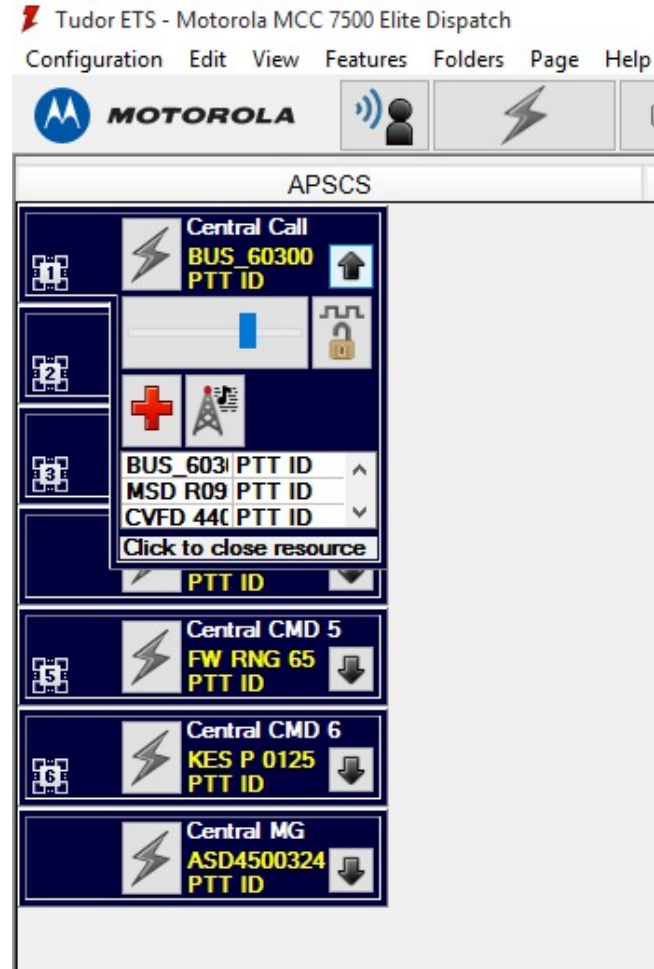 Tudor ETS - Motorola MCC 7500 Elite Dispatch
Configuration Edit View Features Folders Page Help
MOTOROLA
APSCS
1
Central Call
BUS_60300
PTT ID
2
3
BUS_603 PTT ID
MSD R09 PTT ID
CVFD 44 PTT ID
Click to close resource
PTT ID
5
Central CMD 5
FW RNG 65
PTT ID
6
Central CMD 6
KES P 0125
PTT ID
Central MG
ASD4500324
PTT ID